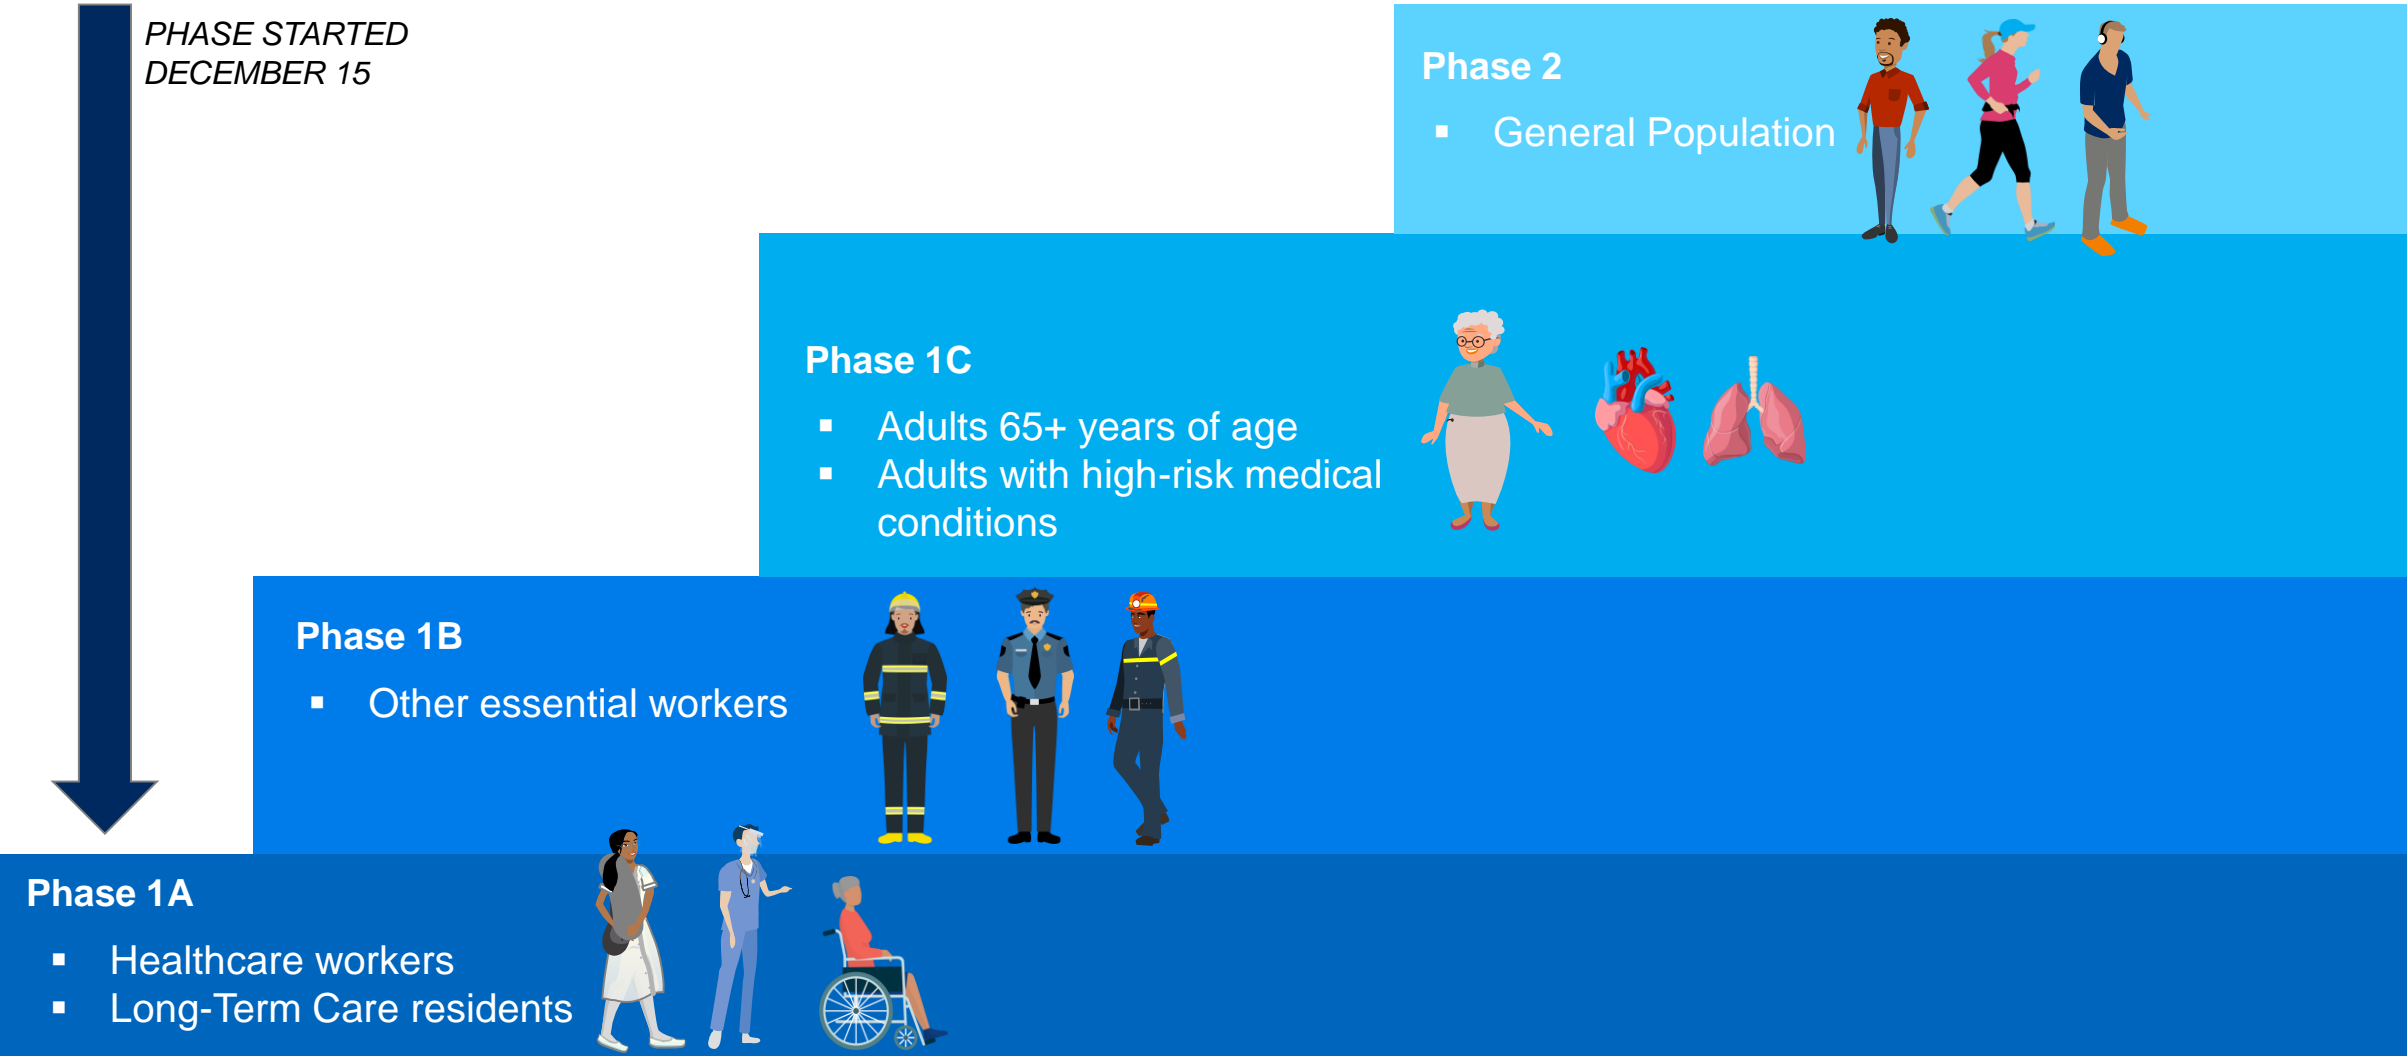 PHASE STARTED
DECEMBER 15
Phase 2
▪ General Population
Phase 1C
▪ Adults 65+ years of age
▪ Adults with high-risk medical
conditions
Phase 1B
▪ Other essential workers
Phase 1A
▪ Healthcare workers
▪ Long-Term Care residents